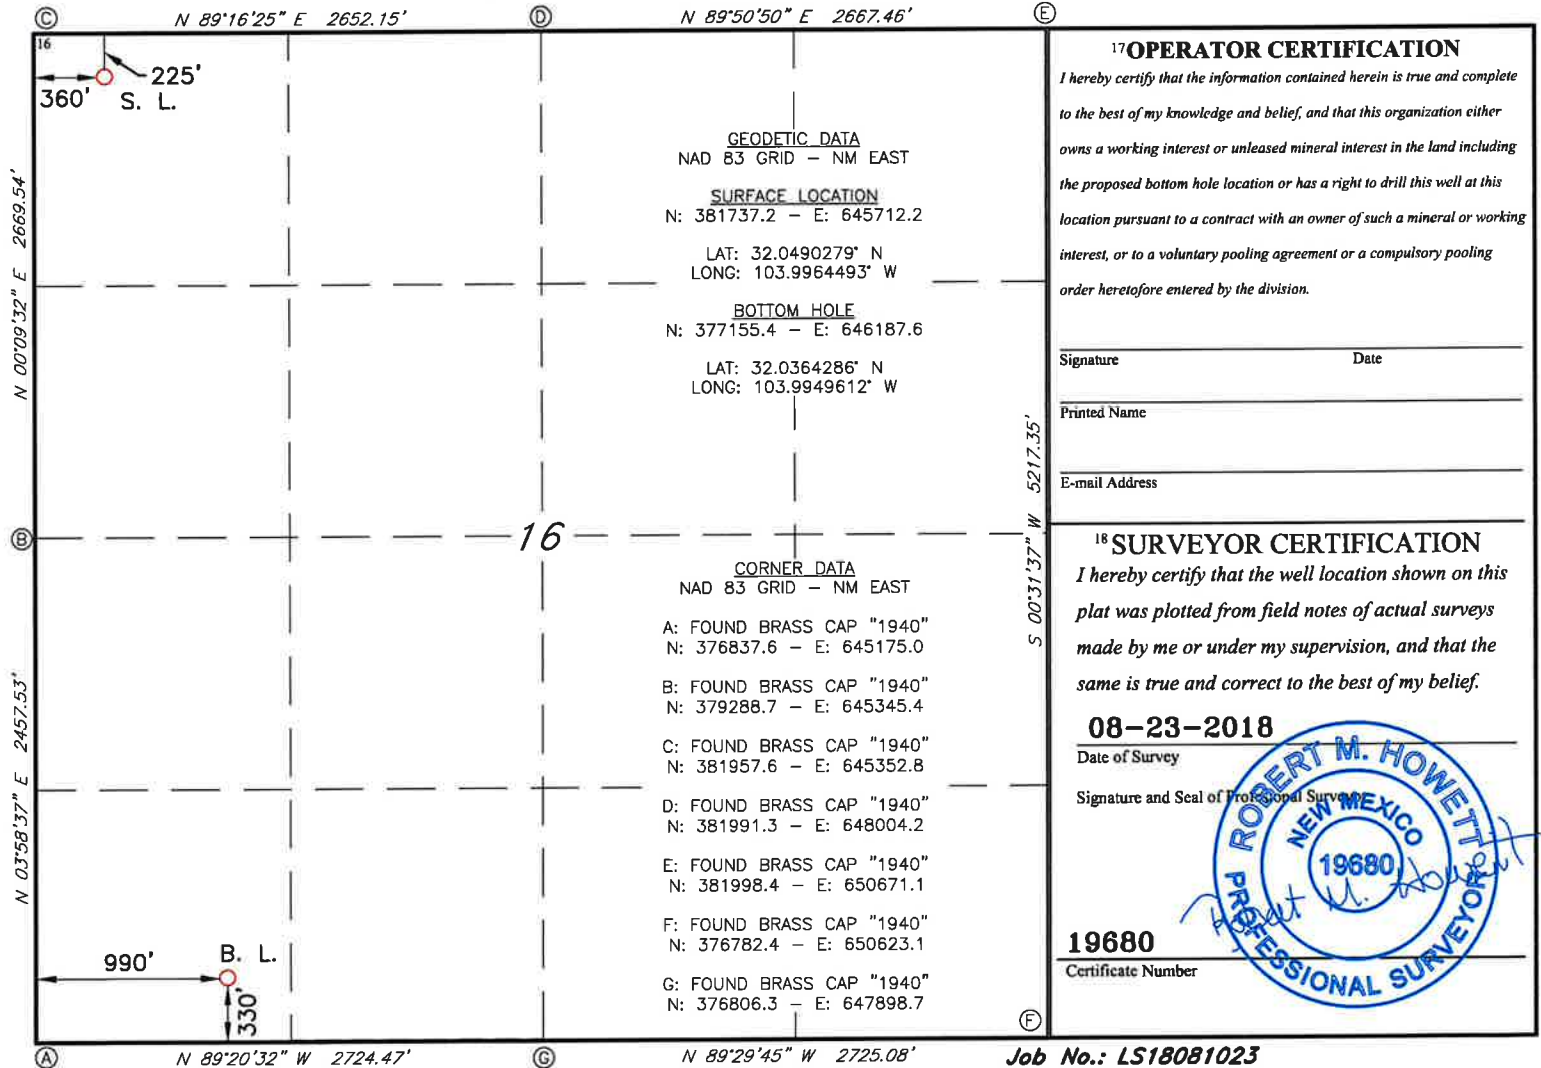 C N 89°16'25" E 2652.15' D N 89°50'50" E 2667.46' E
16
225'
360' S. L.
N 00°09'32" E 2669.54'
B
N 03°58'37" E 2457.53'
GEODETIC DATA
NAD 83 GRID – NM EAST
SURFACE LOCATION
N: 381737.2 – E: 645712.2
LAT: 32.0490279° N
LONG: 103.9964493° W
BOTTOM HOLE
N: 377155.4 – E: 646187.6
LAT: 32.0364286° N
LONG: 103.9949612° W
16
CORNER DATA
NAD 83 GRID – NM EAST
A: FOUND BRASS CAP "1940"
N: 376837.6 – E: 645175.0
B: FOUND BRASS CAP "1940"
N: 379288.7 – E: 645345.4
C: FOUND BRASS CAP "1940"
N: 381957.6 – E: 645352.8
D: FOUND BRASS CAP "1940"
N: 381991.3 – E: 648004.2
E: FOUND BRASS CAP "1940"
N: 381998.4 – E: 650671.1
F: FOUND BRASS CAP "1940"
N: 376782.4 – E: 650623.1
G: FOUND BRASS CAP "1940"
N: 376806.3 – E: 647898.7
S 00°31'37" W 5217.35'
990' B. L.
330'
F
A N 89°20'32" W 2724.47' G N 89°29'45" W 2725.08'
17 OPERATOR CERTIFICATION
I hereby certify that the information contained herein is true and complete
to the best of my knowledge and belief, and that this organization either
owns a working interest or unleased mineral interest in the land including
the proposed bottom hole location or has a right to drill this well at this
location pursuant to a contract with an owner of such a mineral or working
interest, or to a voluntary pooling agreement or a compulsory pooling
order heretofore entered by the division.
Signature Date
Printed Name
E-mail Address
18 SURVEYOR CERTIFICATION
I hereby certify that the well location shown on this
plat was plotted from field notes of actual surveys
made by me or under my supervision, and that the
same is true and correct to the best of my belief.
08-23-2018
Date of Survey
Signature and Seal of Professional Surveyor
ROBERT M. HOWETT
NEW MEXICO
19680
PROFESSIONAL SURVEYOR
Robert M. Howett
19680
Certificate Number
Job No.: LS18081023